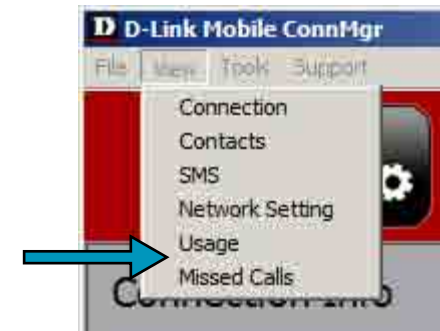 D D-Link Mobile ConnMgr
File View Tools Support
Connection
Contacts
SMS
Network Setting
Usage
Missed Calls
Connection Info